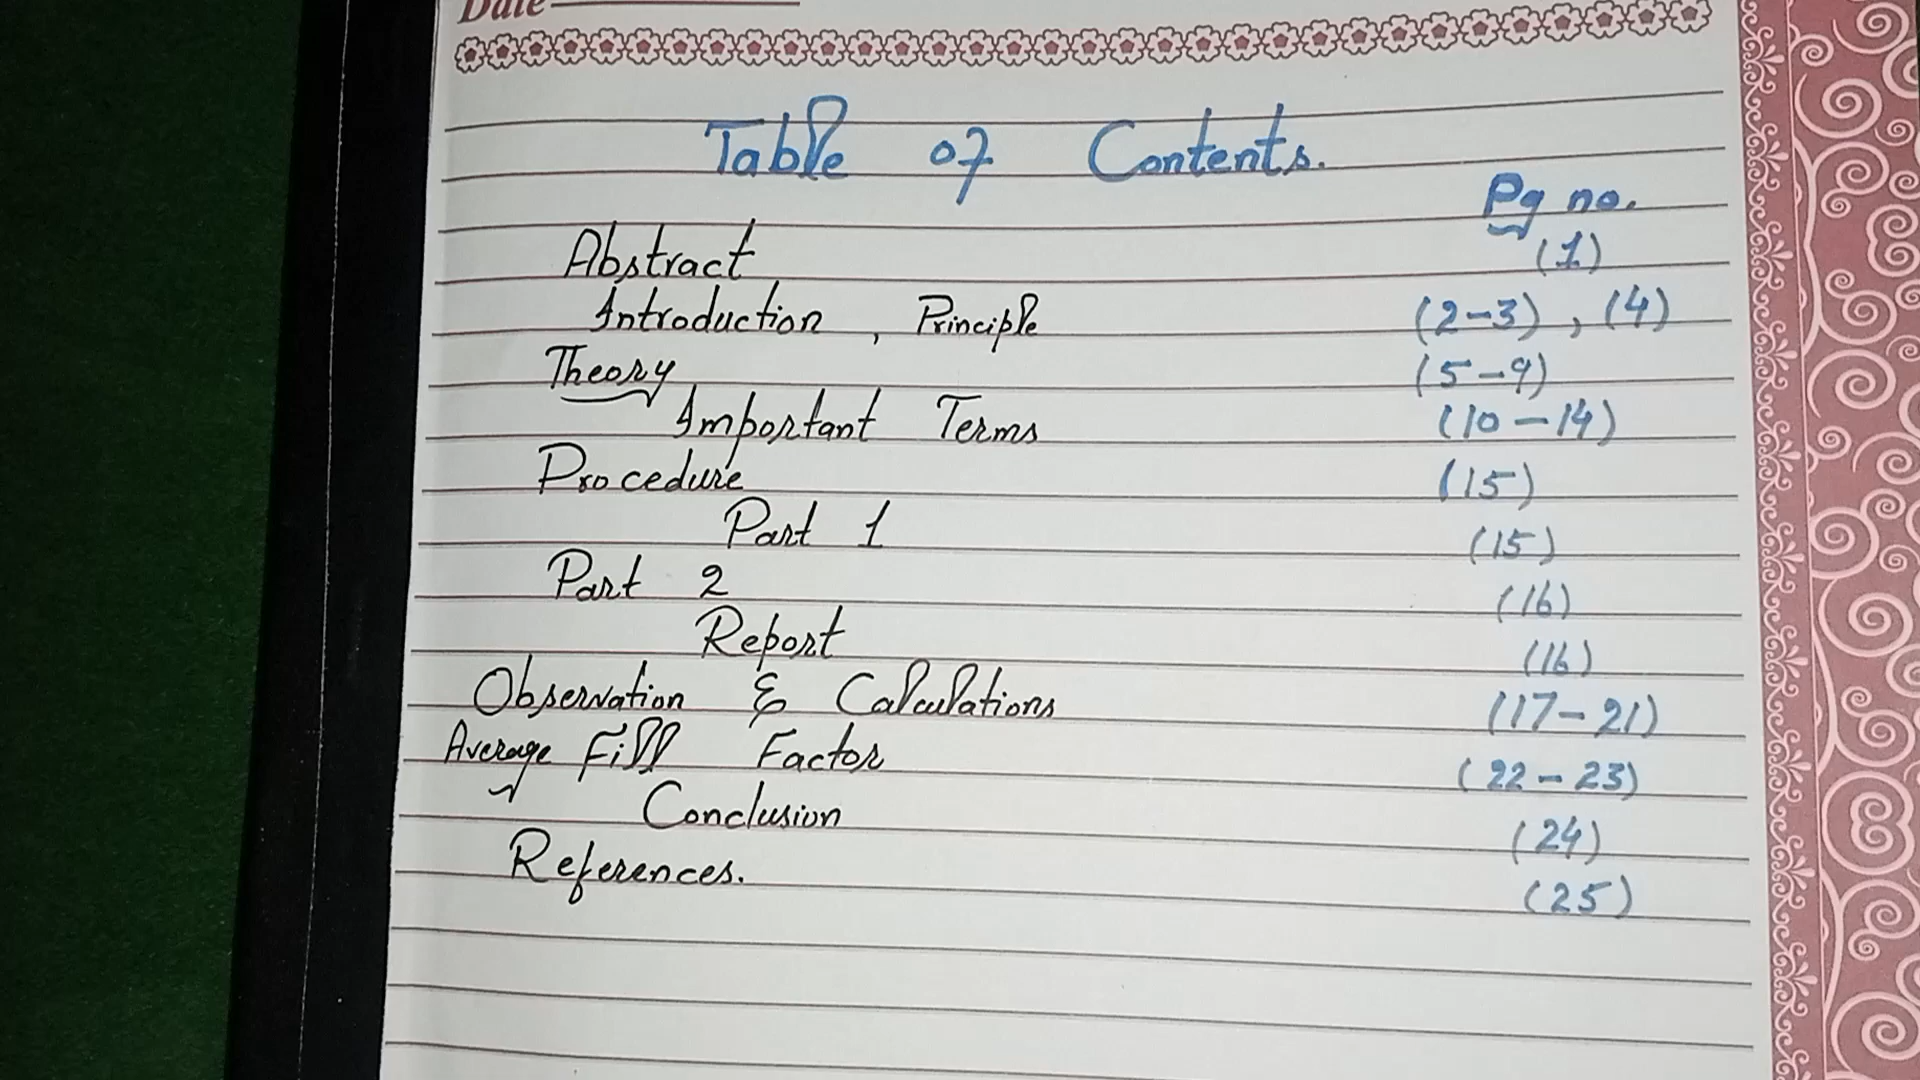 Date
Table of Contents.
Pg no.
Abstract (1)
Introduction , Principle (2-3) , (4)
Theory (5-9)
Important Terms (10-14)
Procedure (15)
Part 1 (15)
Part 2 (16)
Report (16)
Observation & Calculations (17-21)
Average Fill Factor (22-23)
Conclusion (24)
References. (25)